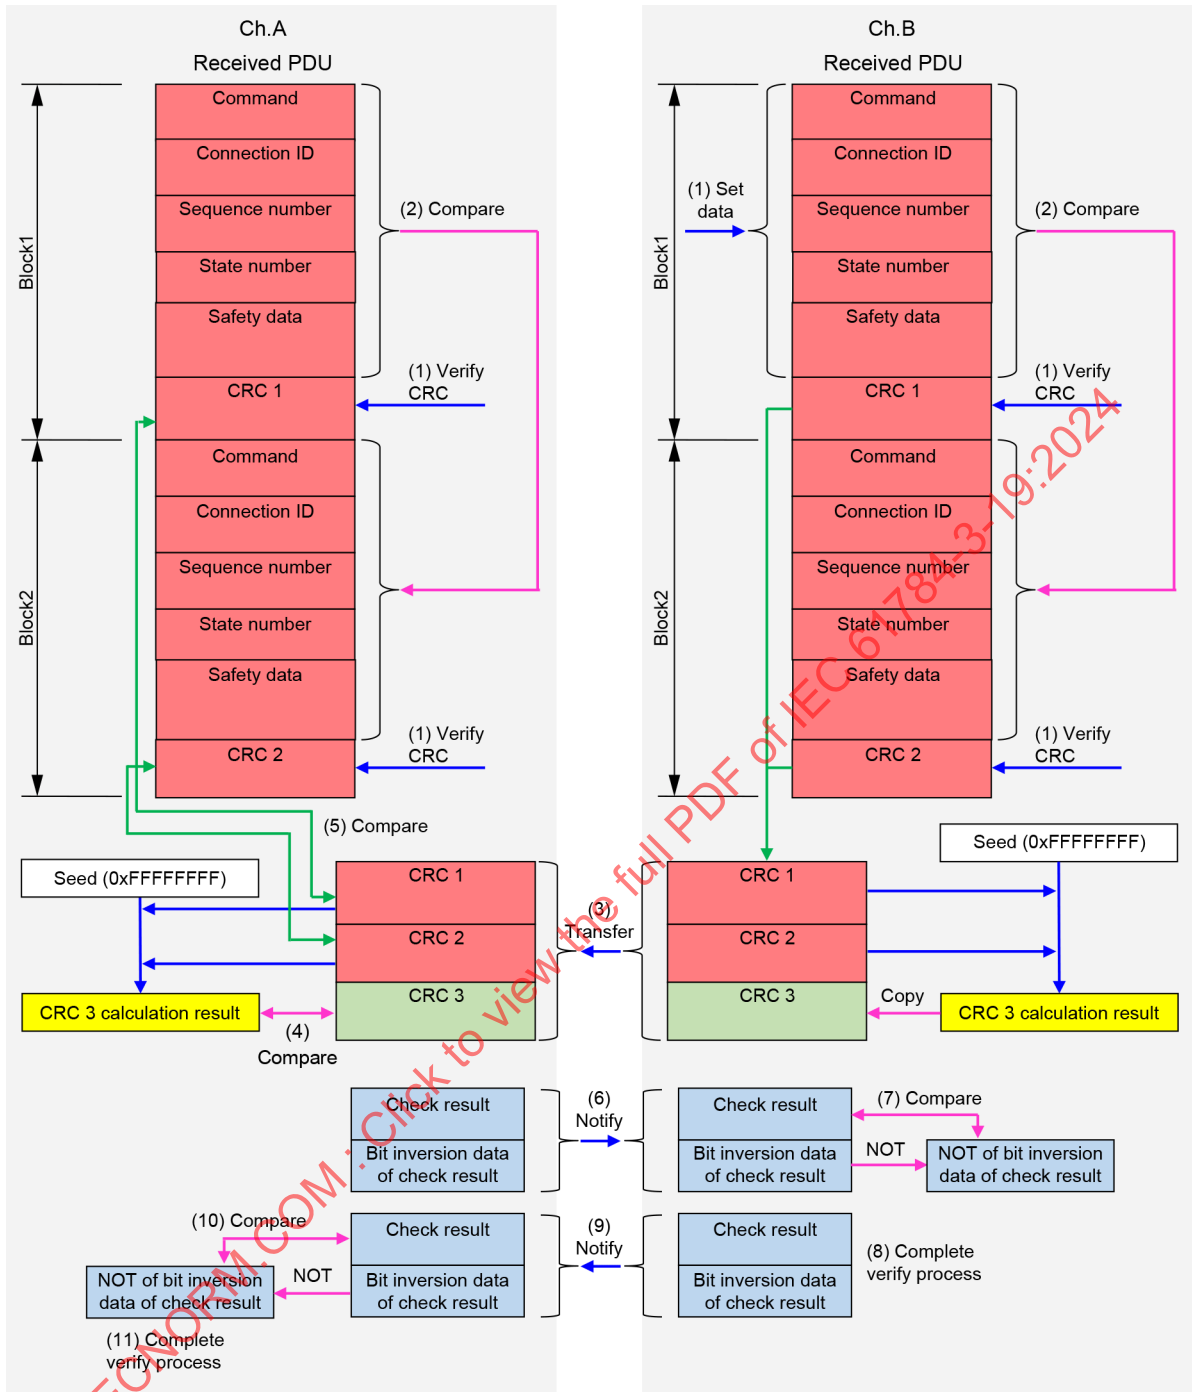 Ch.A
Received PDU
Block1
Command
Connection ID
Sequence number
State number
Safety data
CRC 1
(2) Compare
(1) Verify
CRC
Block2
Command
Connection ID
Sequence number
State number
Safety data
CRC 2
(1) Verify
CRC
(5) Compare
Seed (0xFFFFFFFF)
CRC 1
CRC 2
CRC 3
CRC 3 calculation result
(4)
Compare
(3)
Transfer
Ch.B
Received PDU
Block1
(1) Set
data
Command
Connection ID
Sequence number
State number
Safety data
CRC 1
(2) Compare
(1) Verify
CRC
Block2
Command
Connection ID
Sequence number
State number
Safety data
CRC 2
(1) Verify
CRC
Seed (0xFFFFFFFF)
CRC 1
CRC 2
CRC 3
Copy
CRC 3 calculation result
Check result
Bit inversion data
of check result
(6)
Notify
Check result
Bit inversion data
of check result
(7) Compare
NOT
NOT of bit inversion
data of check result
(10) Compare
NOT
NOT of bit inversion
data of check result
(11) Complete
verify process
Check result
Bit inversion data
of check result
(9)
Notify
Check result
Bit inversion data
of check result
(8) Complete
verify process
ECNORM.COM : Click to view the full PDF of IEC 61784-3-19:2024